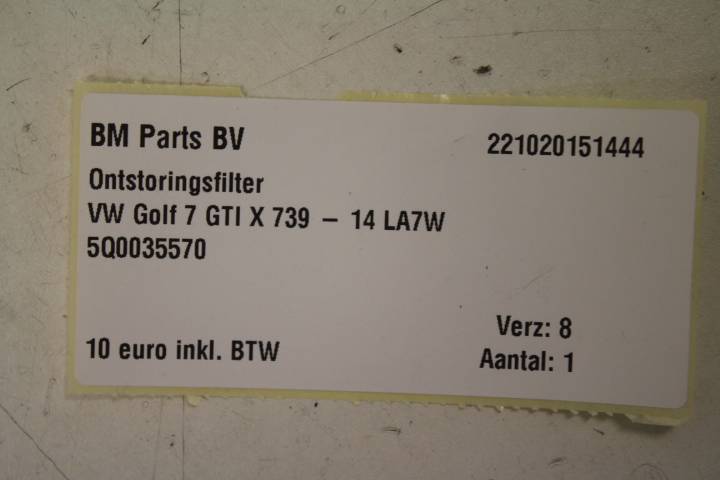 BM Parts BV 221020151444
Ontstoringsfilter
VW Golf 7 GTI X 739 – 14 LA7W
5Q0035570
Verz: 8
10 euro inkl. BTW Aantal: 1